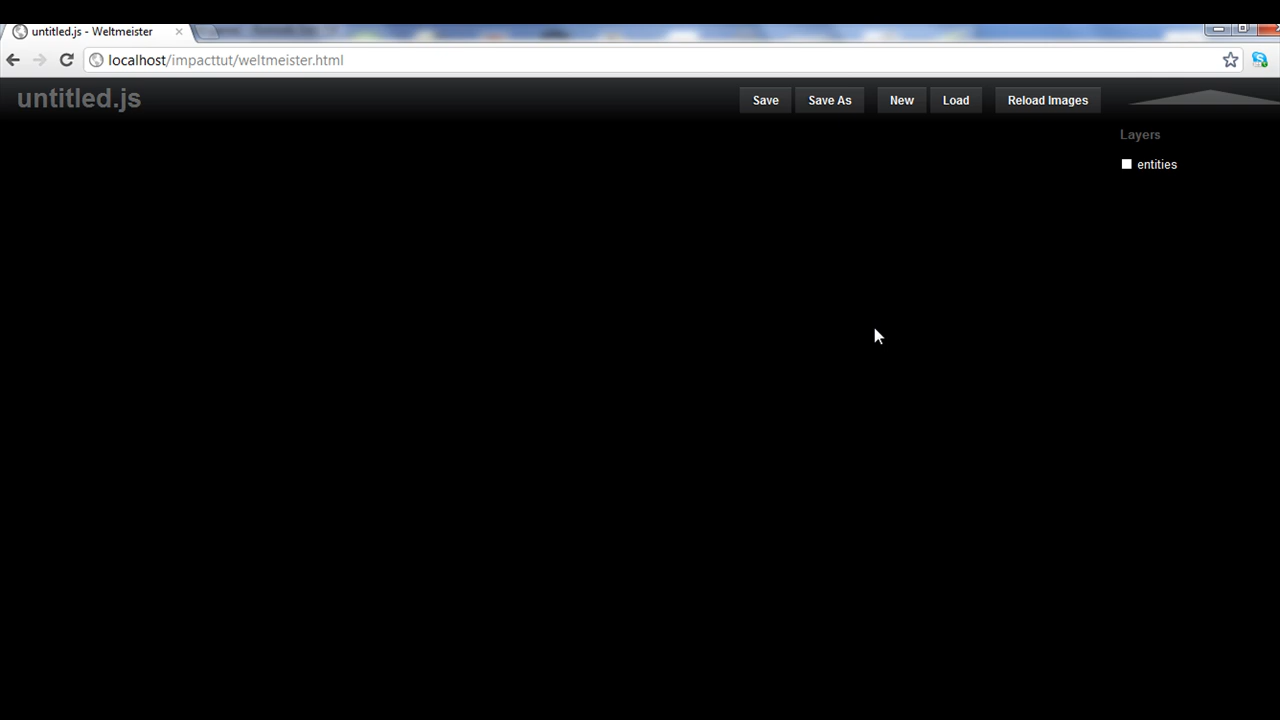 untitled.js - Weltmeister
localhost/impacttut/weltmeister.html
untitled.js
Save
Save As
New
Load
Reload Images
Layers
entities